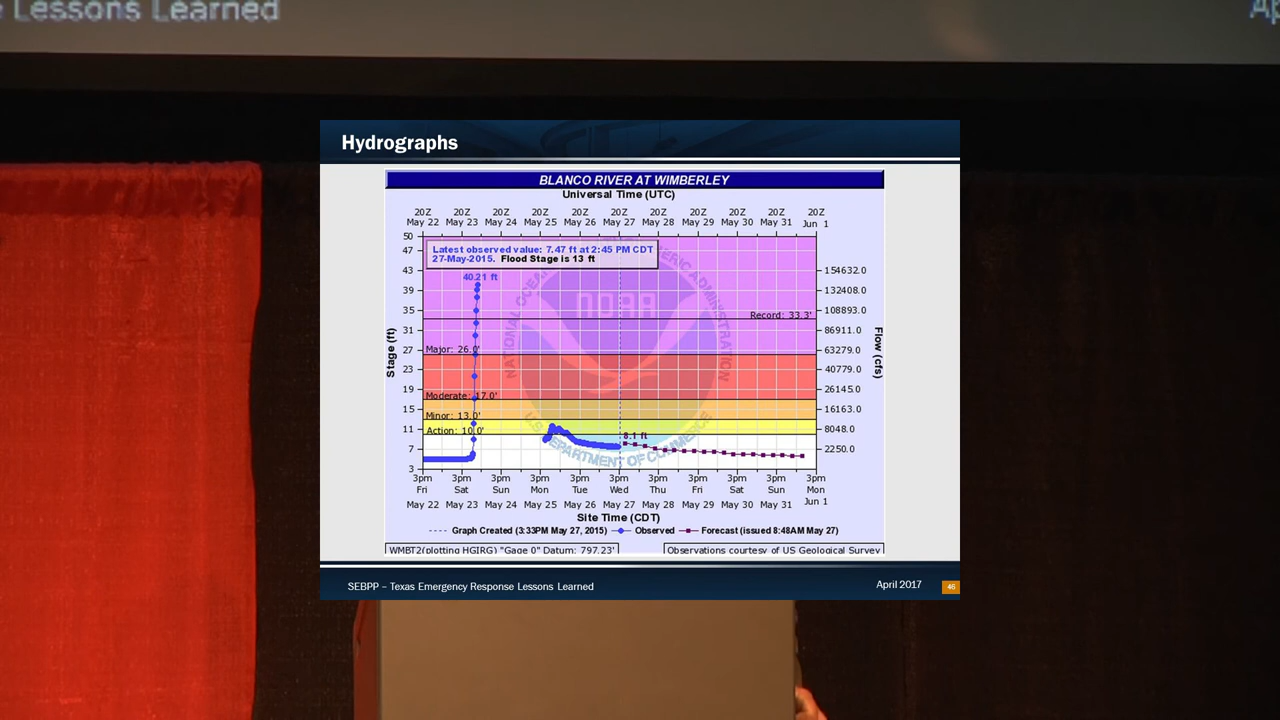 Lessons Learned
Ap
Hydrographs
BLANCO RIVER AT WIMBERLEY
Universal Time (UTC)
20Z 20Z 20Z 20Z 20Z 20Z 20Z 20Z 20Z 20Z 20Z
May 22 May 23 May 24 May 25 May 26 May 27 May 28 May 29 May 30 May 31 Jun 1
Latest observed value: 7.47 ft at 2:45 PM CDT
27-May-2015. Flood Stage is 13 ft
40.21 ft
Stage (ft)
50
47
43
39
35
31
27
23
19
15
11
7
3
Record: 33.3'
Major: 26.0'
Moderate: 17.0'
Minor: 13.0'
Action: 10.0'
8.1 ft
NOAA
U.S. DEPARTMENT OF COMMERCE
154632.0
132408.0
108893.0
86911.0
63279.0
40779.0
26145.0
16163.0
8048.0
2250.0
Flow (cfs)
3pm 3pm 3pm 3pm 3pm 3pm 3pm 3pm 3pm 3pm 3pm
Fri Sat Sun Mon Tue Wed Thu Fri Sat Sun Mon
May 22 May 23 May 24 May 25 May 26 May 27 May 28 May 29 May 30 May 31 Jun 1
Site Time (CDT)
Graph Created (3:33PM May 27, 2015) Observed Forecast (issued 8:48AM May 27)
WMBT2(plotting HGIRG) "Gage 0" Datum: 797.23'
Observations courtesy of US Geological Survey
SEBPP – Texas Emergency Response Lessons Learned
April 2017
46